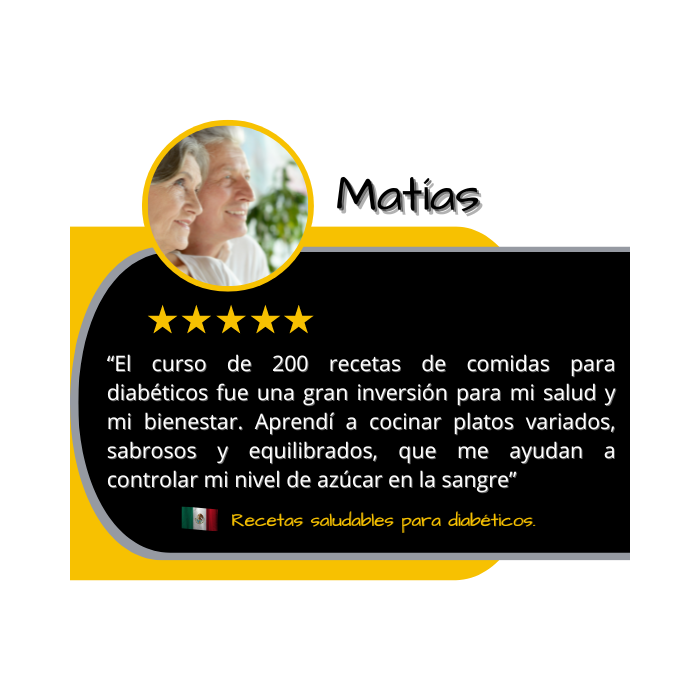 Matías
“El curso de 200 recetas de comidas para
diabéticos fue una gran inversión para mi salud y
mi bienestar. Aprendí a cocinar platos variados,
sabrosos y equilibrados, que me ayudan a
controlar mi nivel de azúcar en la sangre”
Recetas saludables para diabéticos.